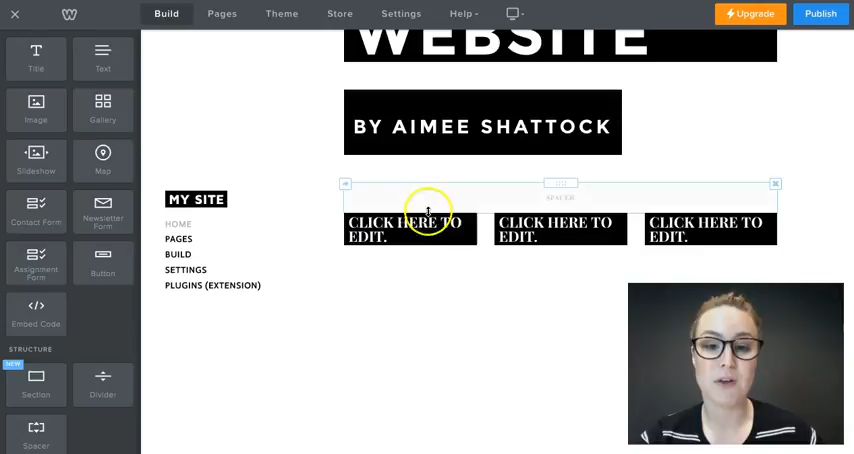 Build
Pages
Theme
Store
Settings
Help
Upgrade
Publish
Title
Text
Image
Gallery
Slideshow
Map
Contact Form
Newsletter
Form
Assignment
Form
Button
Embed Code
STRUCTURE
NEW
Section
Divider
Spacer
WEBSITE
BY AIMEE SHATTOCK
MY SITE
HOME
PAGES
BUILD
SETTINGS
PLUGINS (EXTENSION)
SPACER
CLICK HERE TO
EDIT.
CLICK HERE TO
EDIT.
CLICK HERE TO
EDIT.